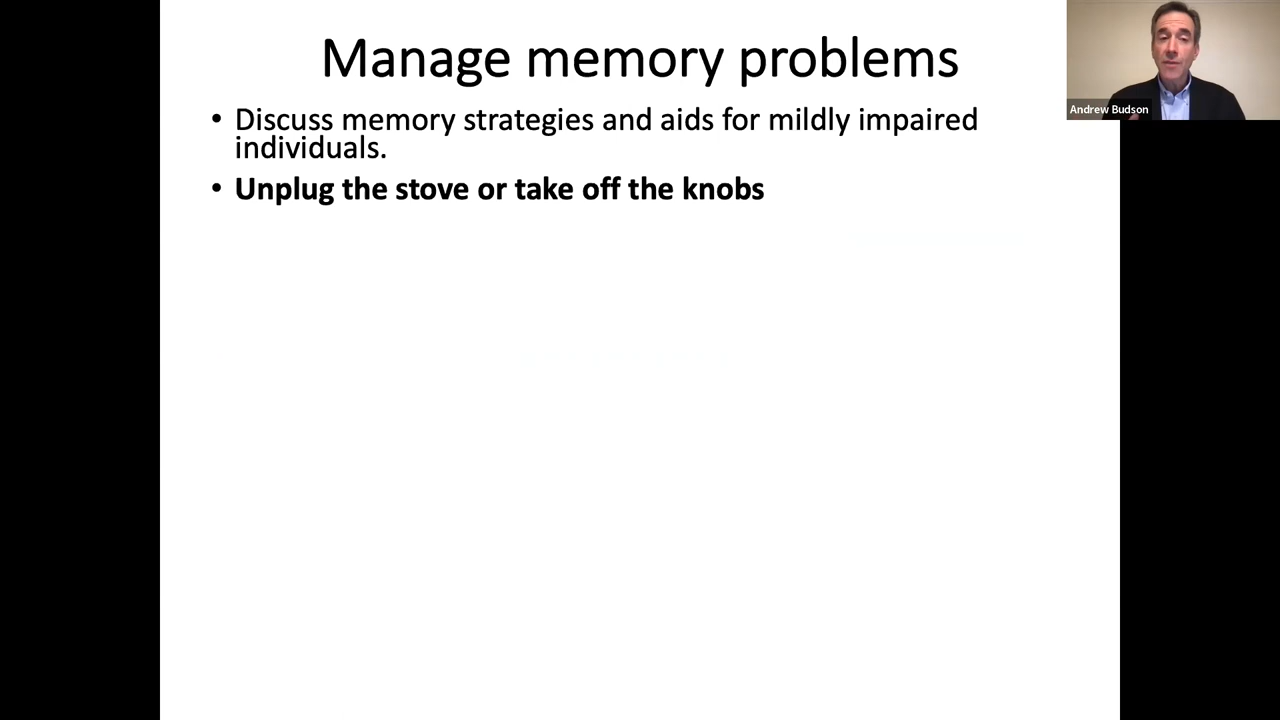 Manage memory problems
• Discuss memory strategies and aids for mildly impaired
individuals.
• Unplug the stove or take off the knobs
Andrew Budson